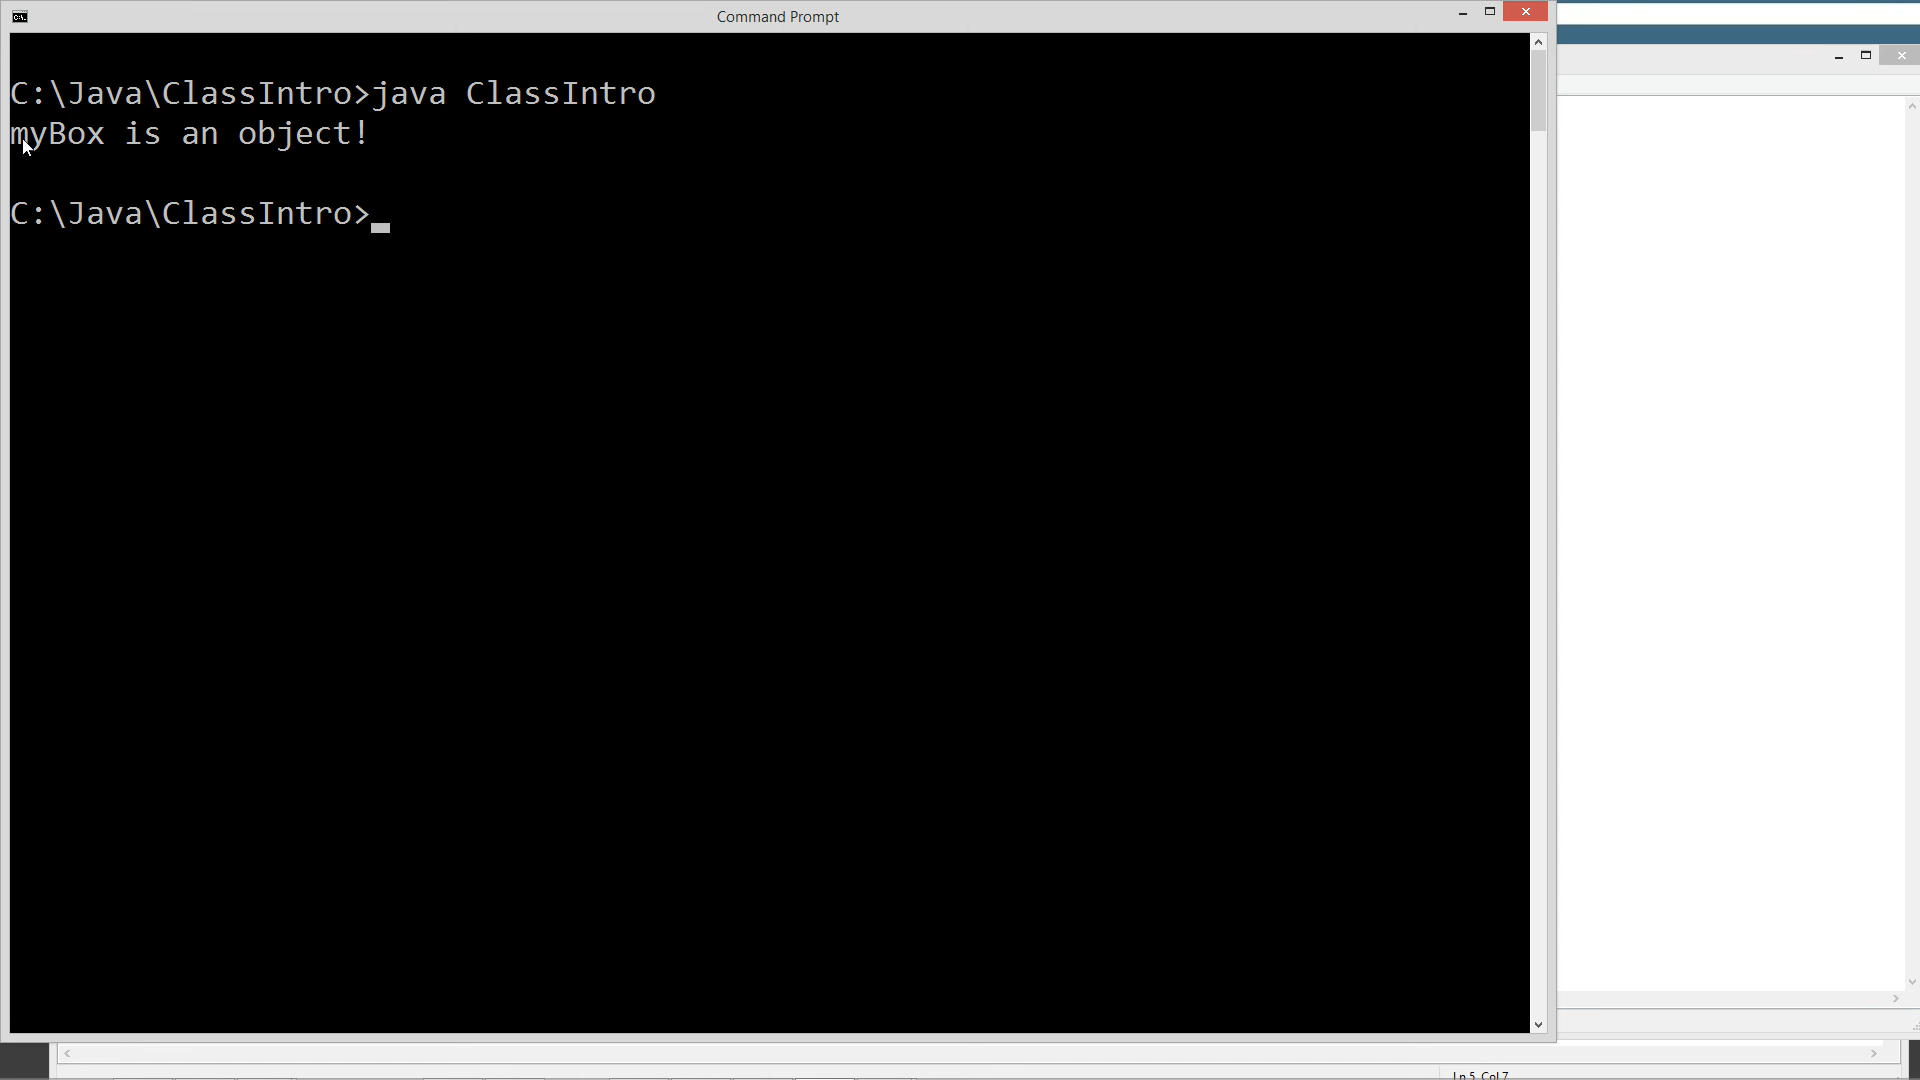 Command Prompt
C:\Java\ClassIntro>java ClassIntro
myBox is an object!
C:\Java\ClassIntro>
Ln 5, Col 7